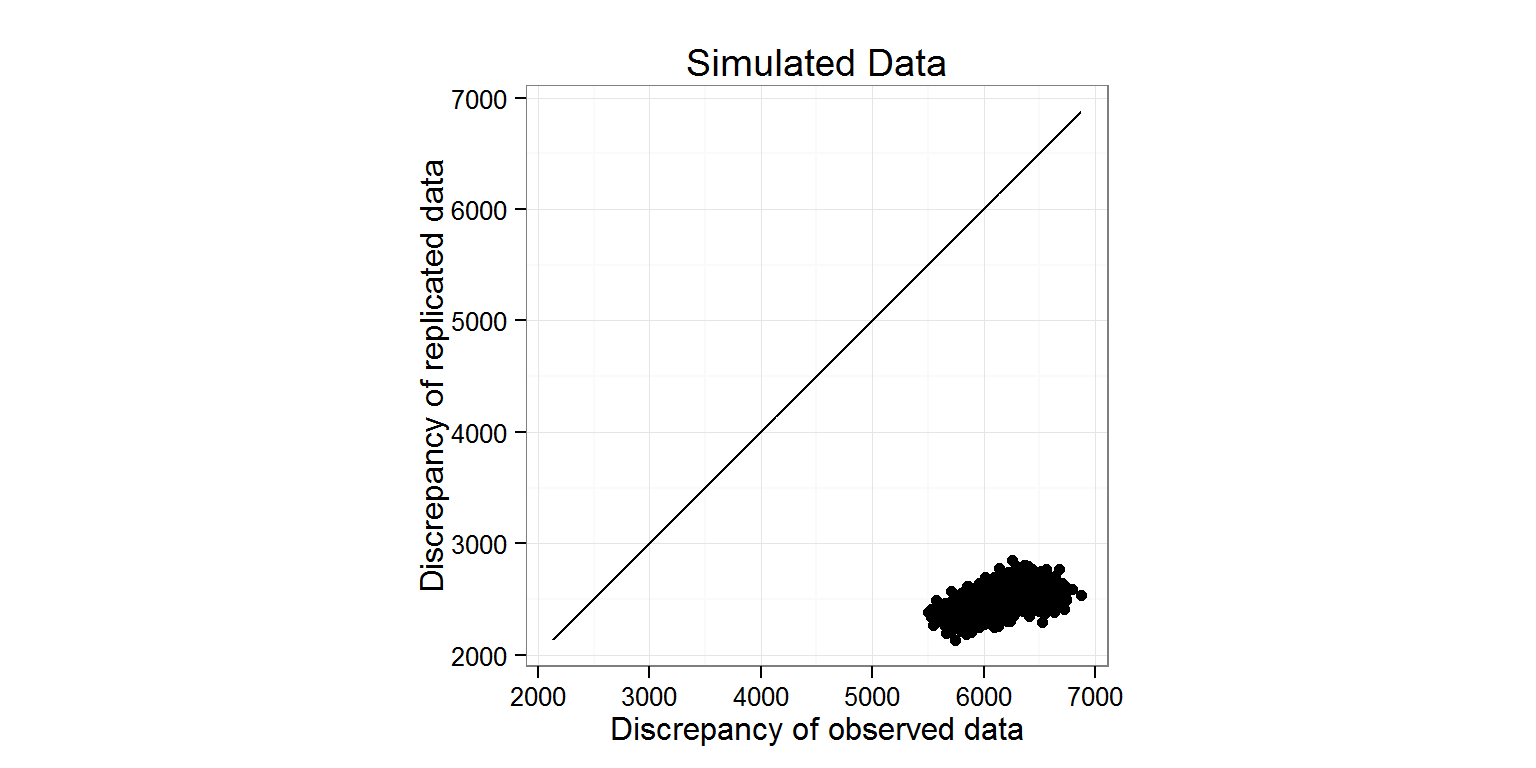 Simulated Data
Discrepancy of replicated data
7000
6000
5000
4000
3000
2000
2000 3000 4000 5000 6000 7000
Discrepancy of observed data